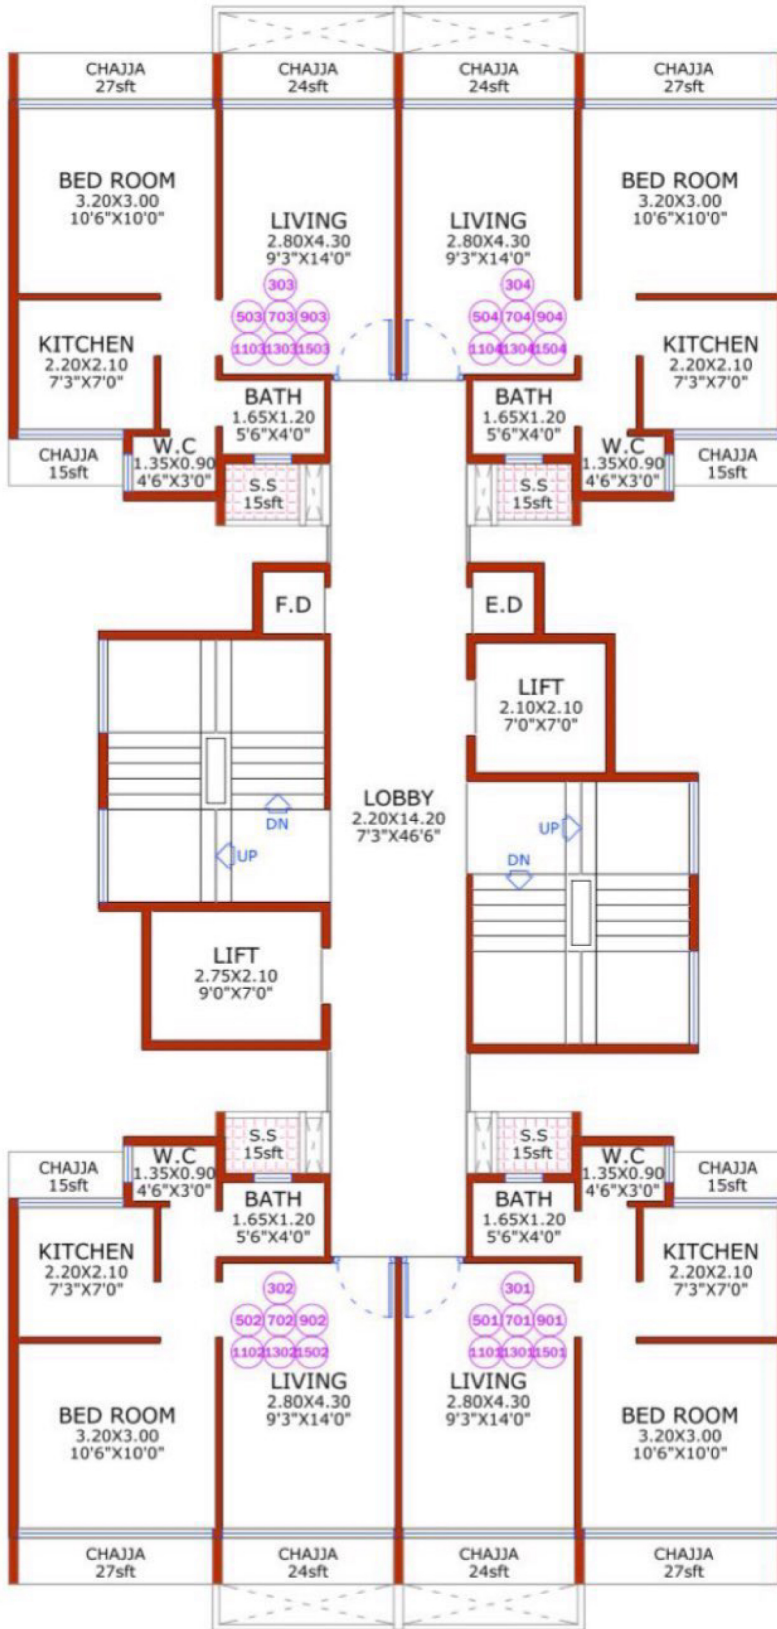 CHAJJA
27sft
CHAJJA
24sft
CHAJJA
24sft
CHAJJA
27sft
BED ROOM
3.20X3.00
10'6"X10'0"
LIVING
2.80X4.30
9'3"X14'0"
LIVING
2.80X4.30
9'3"X14'0"
BED ROOM
3.20X3.00
10'6"X10'0"
303
503 703 903
1103 1303 1503
304
504 704 904
1104 1304 1504
KITCHEN
2.20X2.10
7'3"X7'0"
BATH
1.65X1.20
5'6"X4'0"
BATH
1.65X1.20
5'6"X4'0"
KITCHEN
2.20X2.10
7'3"X7'0"
CHAJJA
15sft
W.C
1.35X0.90
4'6"X3'0"
S.S
15sft
S.S
15sft
W.C
1.35X0.90
4'6"X3'0"
CHAJJA
15sft
F.D
E.D
LIFT
2.10X2.10
7'0"X7'0"
LOBBY
2.20X14.20
7'3"X46'6"
DN
UP
UP
DN
LIFT
2.75X2.10
9'0"X7'0"
CHAJJA
15sft
W.C
1.35X0.90
4'6"X3'0"
S.S
15sft
S.S
15sft
W.C
1.35X0.90
4'6"X3'0"
CHAJJA
15sft
KITCHEN
2.20X2.10
7'3"X7'0"
BATH
1.65X1.20
5'6"X4'0"
BATH
1.65X1.20
5'6"X4'0"
KITCHEN
2.20X2.10
7'3"X7'0"
302
502 702 902
1102 1302 1502
301
501 701 901
1101 1301 1501
BED ROOM
3.20X3.00
10'6"X10'0"
LIVING
2.80X4.30
9'3"X14'0"
LIVING
2.80X4.30
9'3"X14'0"
BED ROOM
3.20X3.00
10'6"X10'0"
CHAJJA
27sft
CHAJJA
24sft
CHAJJA
24sft
CHAJJA
27sft